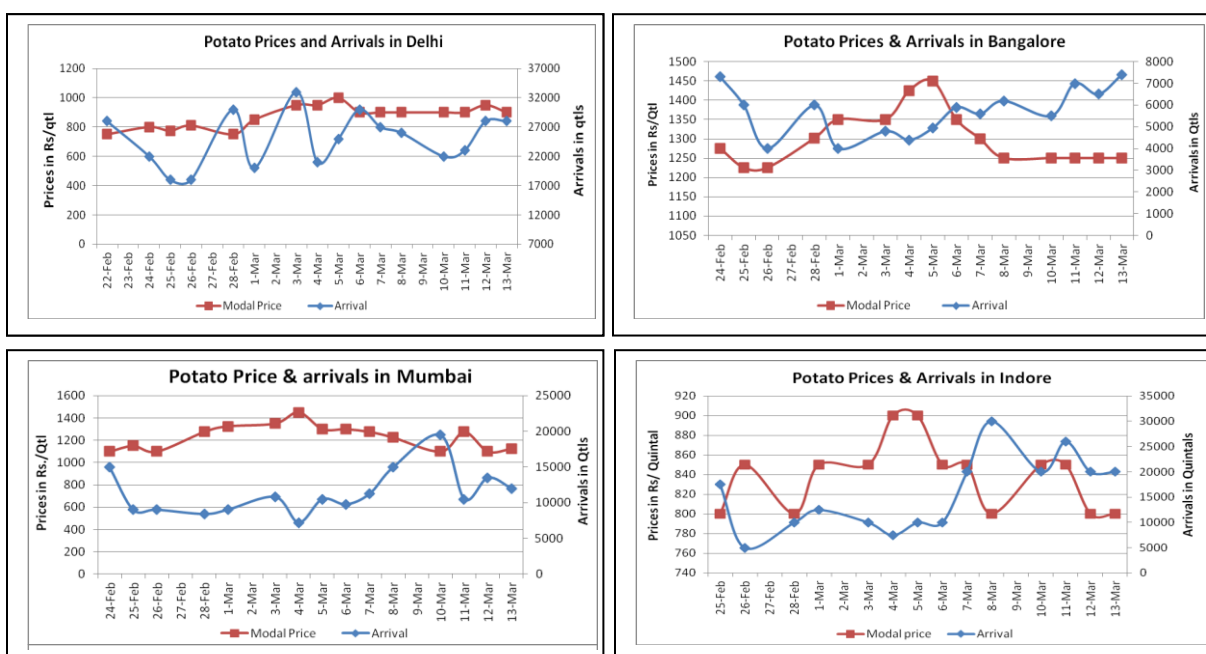 Potato Prices and Arrivals in Delhi
Prices in Rs/qtl
1200
1000
800
600
400
200
0
37000
32000
27000
22000
17000
12000
7000
Arrivals in qtls
22-Feb
23-Feb
24-Feb
25-Feb
26-Feb
27-Feb
28-Feb
1-Mar
2-Mar
3-Mar
4-Mar
5-Mar
6-Mar
7-Mar
8-Mar
9-Mar
10-Mar
11-Mar
12-Mar
13-Mar
Modal Price
Arrival
Potato Prices & Arrivals in Bangalore
Prices in Rs/Qtl
1500
1450
1400
1350
1300
1250
1200
1150
1100
1050
8000
7000
6000
5000
4000
3000
2000
1000
0
Arrivals in Qtls
24-Feb
25-Feb
26-Feb
27-Feb
28-Feb
1-Mar
2-Mar
3-Mar
4-Mar
5-Mar
6-Mar
7-Mar
8-Mar
9-Mar
10-Mar
11-Mar
12-Mar
13-Mar
Modal price
Arrival
Potato Price & arrivals in Mumbai
Prices in Rs./Qtl
1600
1400
1200
1000
800
600
400
200
0
25000
20000
15000
10000
5000
0
Arrivals in Qtls
24-Feb
25-Feb
26-Feb
27-Feb
28-Feb
1-Mar
2-Mar
3-Mar
4-Mar
5-Mar
6-Mar
7-Mar
8-Mar
9-Mar
10-Mar
11-Mar
12-Mar
13-Mar
Modal Price
Arrival
Potato Prices & Arrivals in Indore
Prices in Rs/ Quintal
920
900
880
860
840
820
800
780
760
740
35000
30000
25000
20000
15000
10000
5000
0
Arrivals in Quintals
25-Feb
26-Feb
27-Feb
28-Feb
1-Mar
2-Mar
3-Mar
4-Mar
5-Mar
6-Mar
7-Mar
8-Mar
9-Mar
10-Mar
11-Mar
12-Mar
13-Mar
Modal price
Arrival